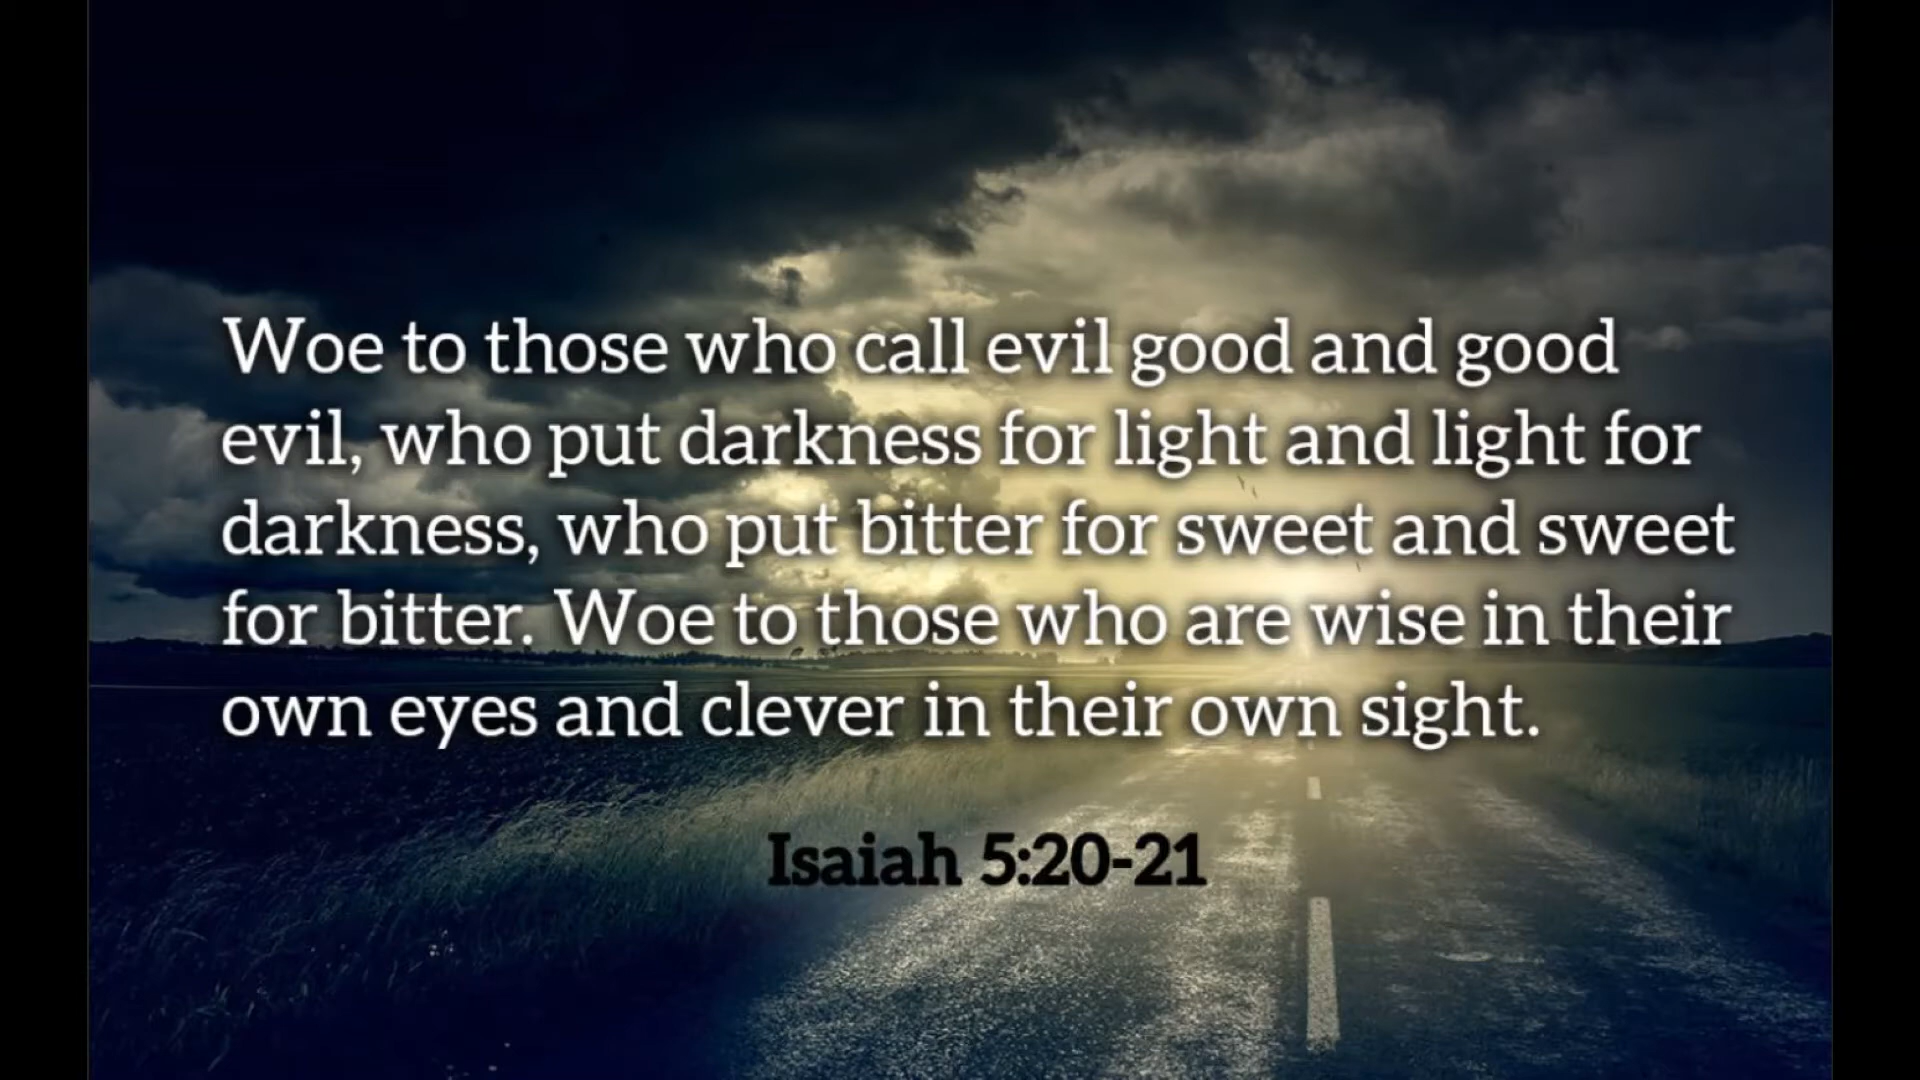 Woe to those who call evil good and good
evil, who put darkness for light and light for
darkness, who put bitter for sweet and sweet
for bitter. Woe to those who are wise in their
own eyes and clever in their own sight.
Isaiah 5:20-21